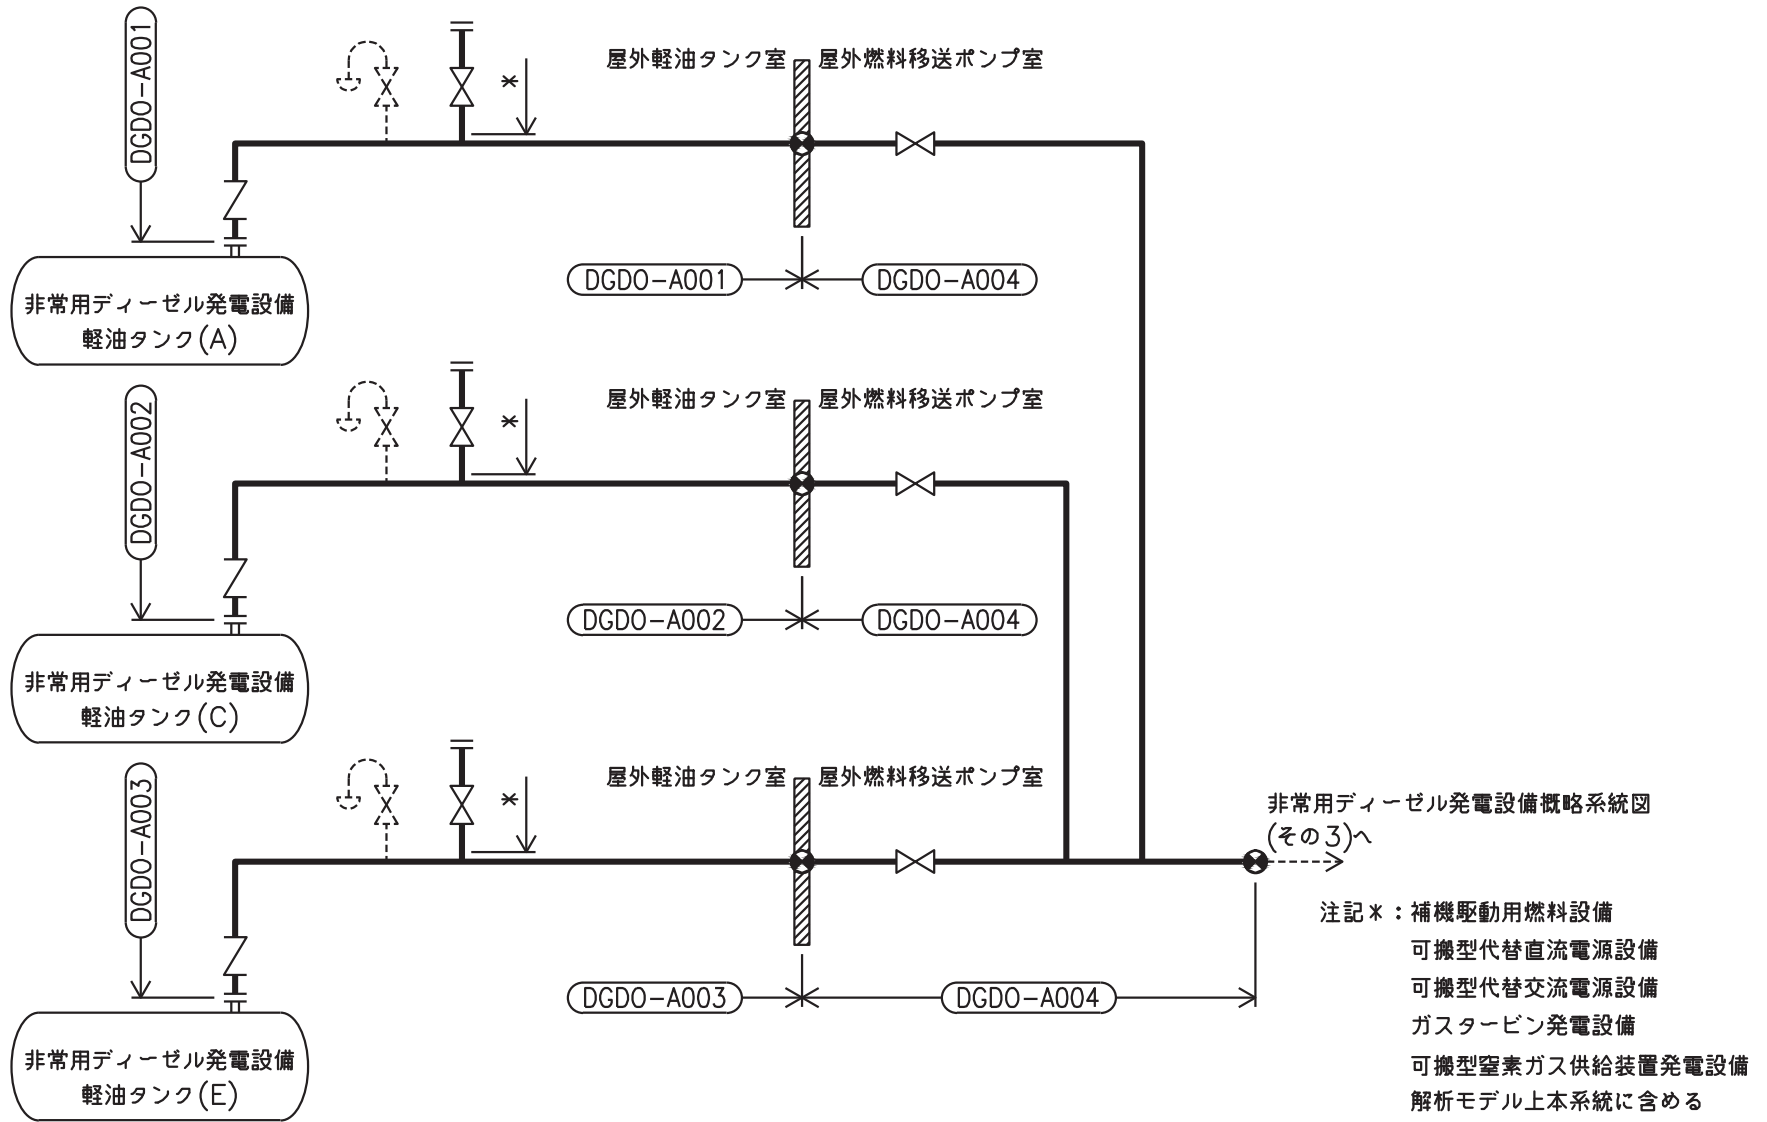 DGDO-A001
*
屋外軽油タンク室
屋外燃料移送ポンプ室
DGDO-A001
DGDO-A004
非常用ディーゼル発電設備
軽油タンク(A)
DGDO-A002
*
屋外軽油タンク室
屋外燃料移送ポンプ室
DGDO-A002
DGDO-A004
非常用ディーゼル発電設備
軽油タンク(C)
DGDO-A003
*
屋外軽油タンク室
屋外燃料移送ポンプ室
DGDO-A003
DGDO-A004
非常用ディーゼル発電設備
軽油タンク(E)
非常用ディーゼル発電設備概略系統図
(その3)へ
注記*:補機駆動用燃料設備
可搬型代替直流電源設備
可搬型代替交流電源設備
ガスタービン発電設備
可搬型窒素ガス供給装置発電設備
解析モデル上本系統に含める